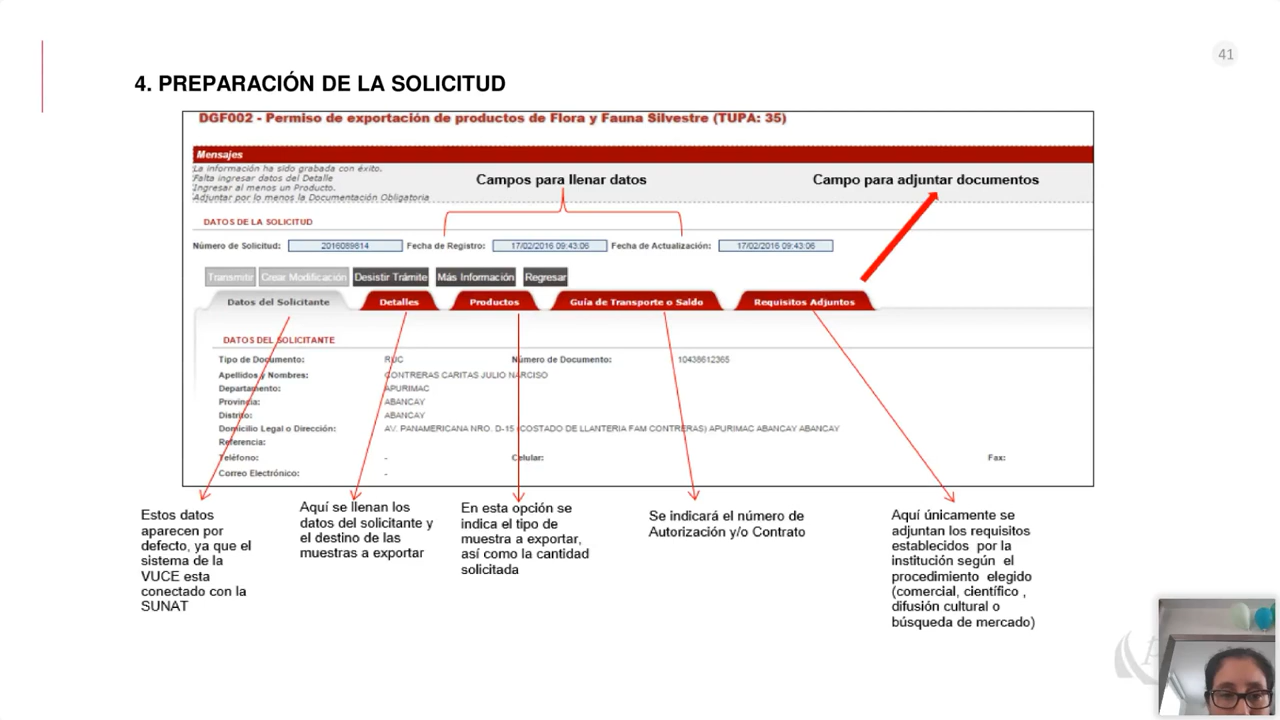 41
4. PREPARACIÓN DE LA SOLICITUD
DGF002 - Permiso de exportación de productos de Flora y Fauna Silvestre (TUPA: 35)
Mensajes
La información ha sido grabada con éxito.
Falta ingresar datos del Detalle
Ingresar al menos un Producto.
Adjuntar por lo menos la Documentación Obligatoria
Campos para llenar datos
Campo para adjuntar documentos
DATOS DE LA SOLICITUD
Número de Solicitud: 2016089614 Fecha de Registro: 17/02/2016 09:43:06 Fecha de Actualización: 17/02/2016 09:43:06
Transmitir Crear Modificación Desistir Trámite Más Información Regresar
Datos del Solicitante Detalles Productos Guía de Transporte o Saldo Requisitos Adjuntos
DATOS DEL SOLICITANTE
Tipo de Documento: RUC Número de Documento: 10438612365
Apellidos y Nombres: CONTRERAS CARITAS JULIO NARCISO
Departamento: APURIMAC
Provincia: ABANCAY
Distrito: ABANCAY
Domicilio Legal o Dirección: AV. PANAMERICANA NRO. D-15 (COSTADO DE LLANTERIA FAM CONTRERAS) APURIMAC ABANCAY ABANCAY
Referencia:
Teléfono: - Celular: Fax:
Correo Electrónico: -
Estos datos
aparecen por
defecto, ya que el
sistema de la
VUCE esta
conectado con la
SUNAT
Aquí se llenan los
datos del solicitante y
el destino de las
muestras a exportar
En esta opción se
indica el tipo de
muestra a exportar,
así como la cantidad
solicitada
Se indicará el número de
Autorización y/o Contrato
Aquí únicamente se
adjuntan los requisitos
establecidos por la
institución según el
procedimiento elegido
(comercial, científico ,
difusión cultural o
búsqueda de mercado)